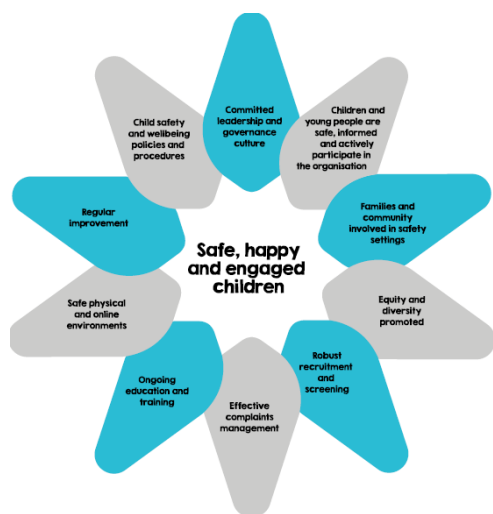 Committed
leadership and
governance
culture
Children and
young people are
safe, informed
and actively
participate in
the organisation
Families and
community
involved in safety
settings
Equity and
diversity
promoted
Robust
recruitment
and
screening
Effective
complaints
management
Ongoing
education and
training
Safe physical
and online
environments
Regular
improvement
Child safety
and wellbeing
policies and
procedures
Safe, happy
and engaged
children